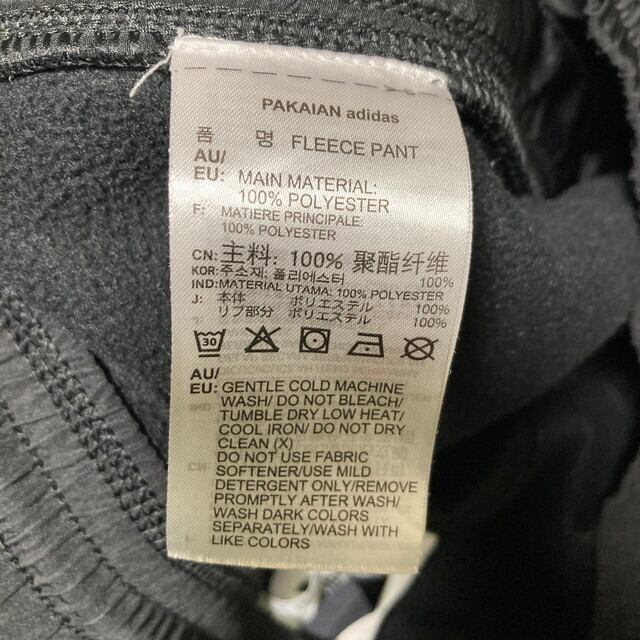 PAKAIAN adidas
품 명 FLEECE PANT
AU/
EU: MAIN MATERIAL:
100% POLYESTER
F: MATIERE PRINCIPALE:
100% POLYESTER
CN: 主料: 100% 聚酯纤维
KOR: 주소재: 폴리에스터 100%
IND: MATERIAL UTAMA: 100% POLYESTER
J: 本体 ポリエステル 100%
リブ部分 ポリエステル 100%
30
AU/
EU: GENTLE COLD MACHINE
WASH/ DO NOT BLEACH/
TUMBLE DRY LOW HEAT/
COOL IRON/ DO NOT DRY
CLEAN (X)
DO NOT USE FABRIC
SOFTENER/USE MILD
DETERGENT ONLY/REMOVE
PROMPTLY AFTER WASH/
WASH DARK COLORS
SEPARATELY/WASH WITH
LIKE COLORS